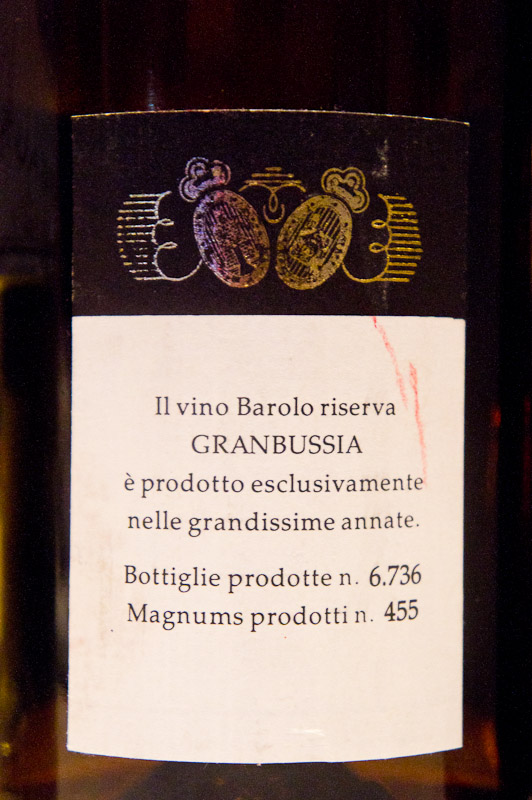 Il vino Barolo riserva
GRANBUSSIA
è prodotto esclusivamente
nelle grandissime annate.
Bottiglie prodotte n. 6.736
Magnums prodotti n. 455